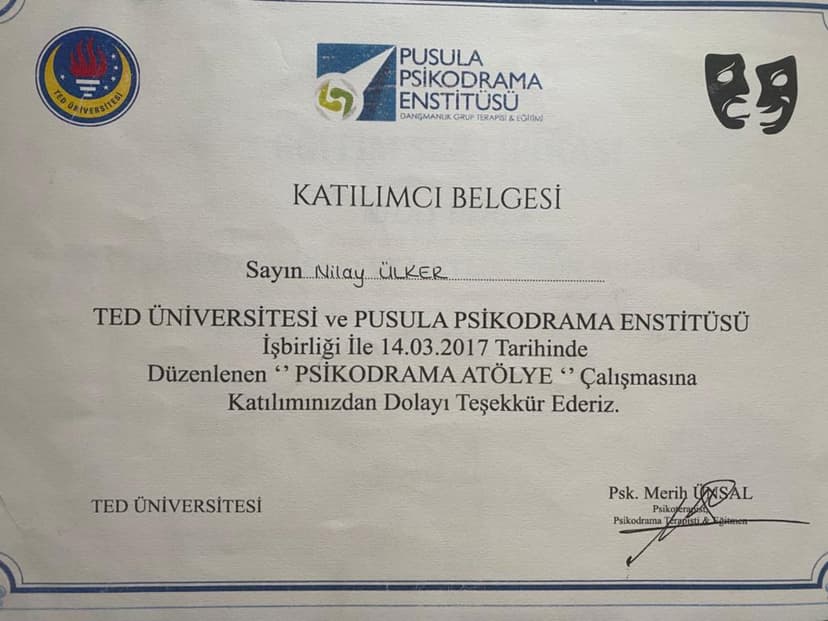 TED ÜNİVERSİTESİ
PUSULA
PSİKODRAMA
ENSTİTÜSÜ
DANIŞMANLIK GRUP TERAPİSİ & EĞİTİMİ
KATILIMCI BELGESİ
Sayın Nilay ÜLKER
TED ÜNİVERSİTESİ ve PUSULA PSİKODRAMA ENSTİTÜSÜ
İşbirliği İle 14.03.2017 Tarihinde
Düzenlenen ‘’ PSİKODRAMA ATÖLYE ‘’ Çalışmasına
Katılımınızdan Dolayı Teşekkür Ederiz.
TED ÜNİVERSİTESİ
Psk. Merih ÜNSAL
Psikoterapist,
Psikodrama Terapisti & Eğitmen